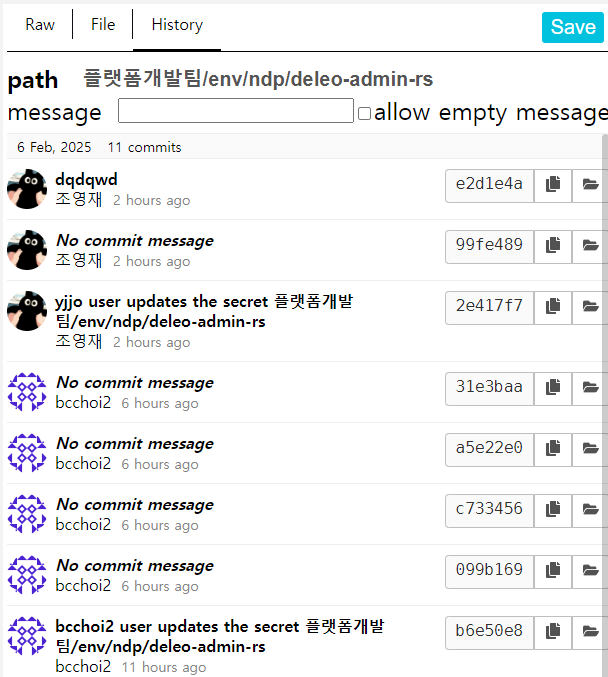 Raw File History Save
path 플랫폼개발팀/env/ndp/deleo-admin-rs
message allow empty message
6 Feb, 2025 11 commits
dqdqwd e2d1e4a
조영재 2 hours ago
No commit message 99fe489
조영재 2 hours ago
yjjo user updates the secret 플랫폼개발 2e417f7
팀/env/ndp/deleo-admin-rs
조영재 2 hours ago
No commit message 31e3baa
bcchoi2 6 hours ago
No commit message a5e22e0
bcchoi2 6 hours ago
No commit message c733456
bcchoi2 6 hours ago
No commit message 099b169
bcchoi2 6 hours ago
bcchoi2 user updates the secret 플랫폼개발 b6e50e8
팀/env/ndp/deleo-admin-rs
bcchoi2 11 hours ago